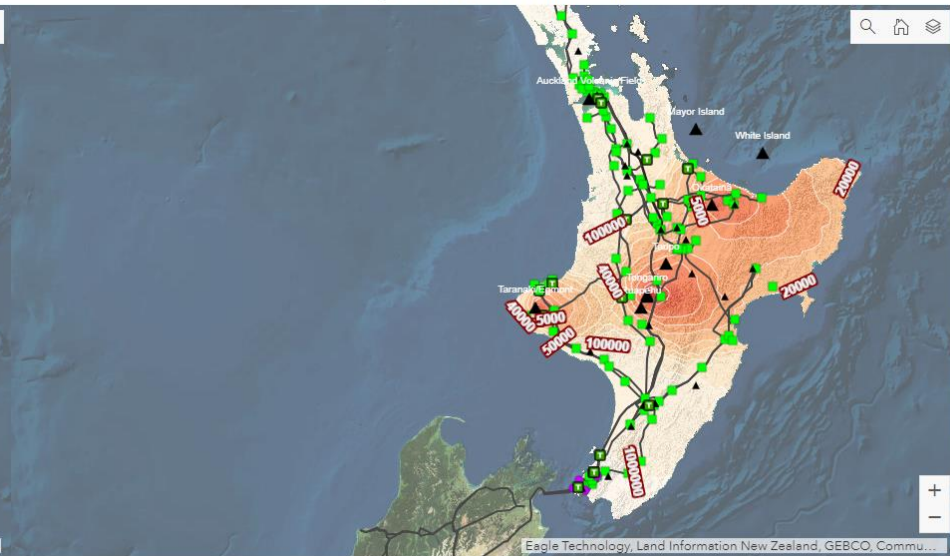 Auckland Volcanic Field
Mayor Island
White Island
20000
Okataina
5000
100000
Taupo
20000
40000
Tongariro
Ruapehu
Taranaki/Egmont
40000
5000
50000
100000
1000000
T
T
T
T
T
T
T
T
T
T
T
+
−
Eagle Technology, Land Information New Zealand, GEBCO, Commu...